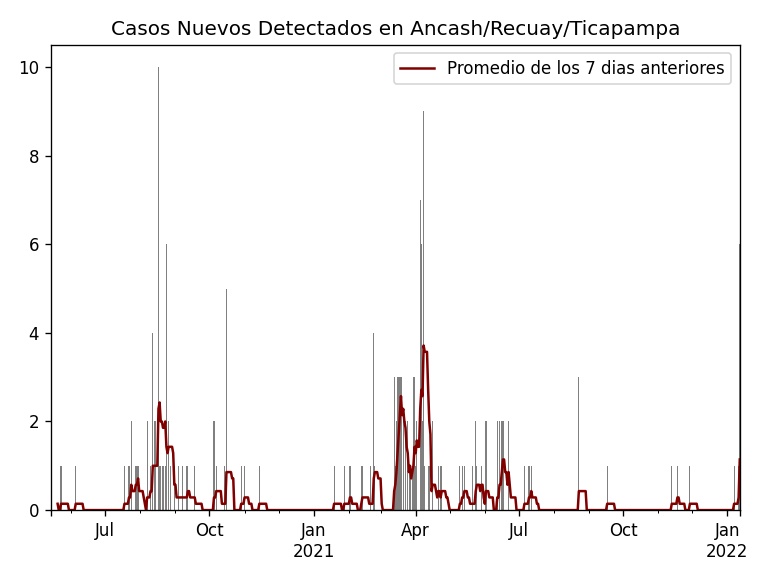 Casos Nuevos Detectados en Ancash/Recuay/Ticapampa
Promedio de los 7 dias anteriores
10
8
6
4
2
0
Jul
Oct
Jan
2021
Apr
Jul
Oct
Jan
2022